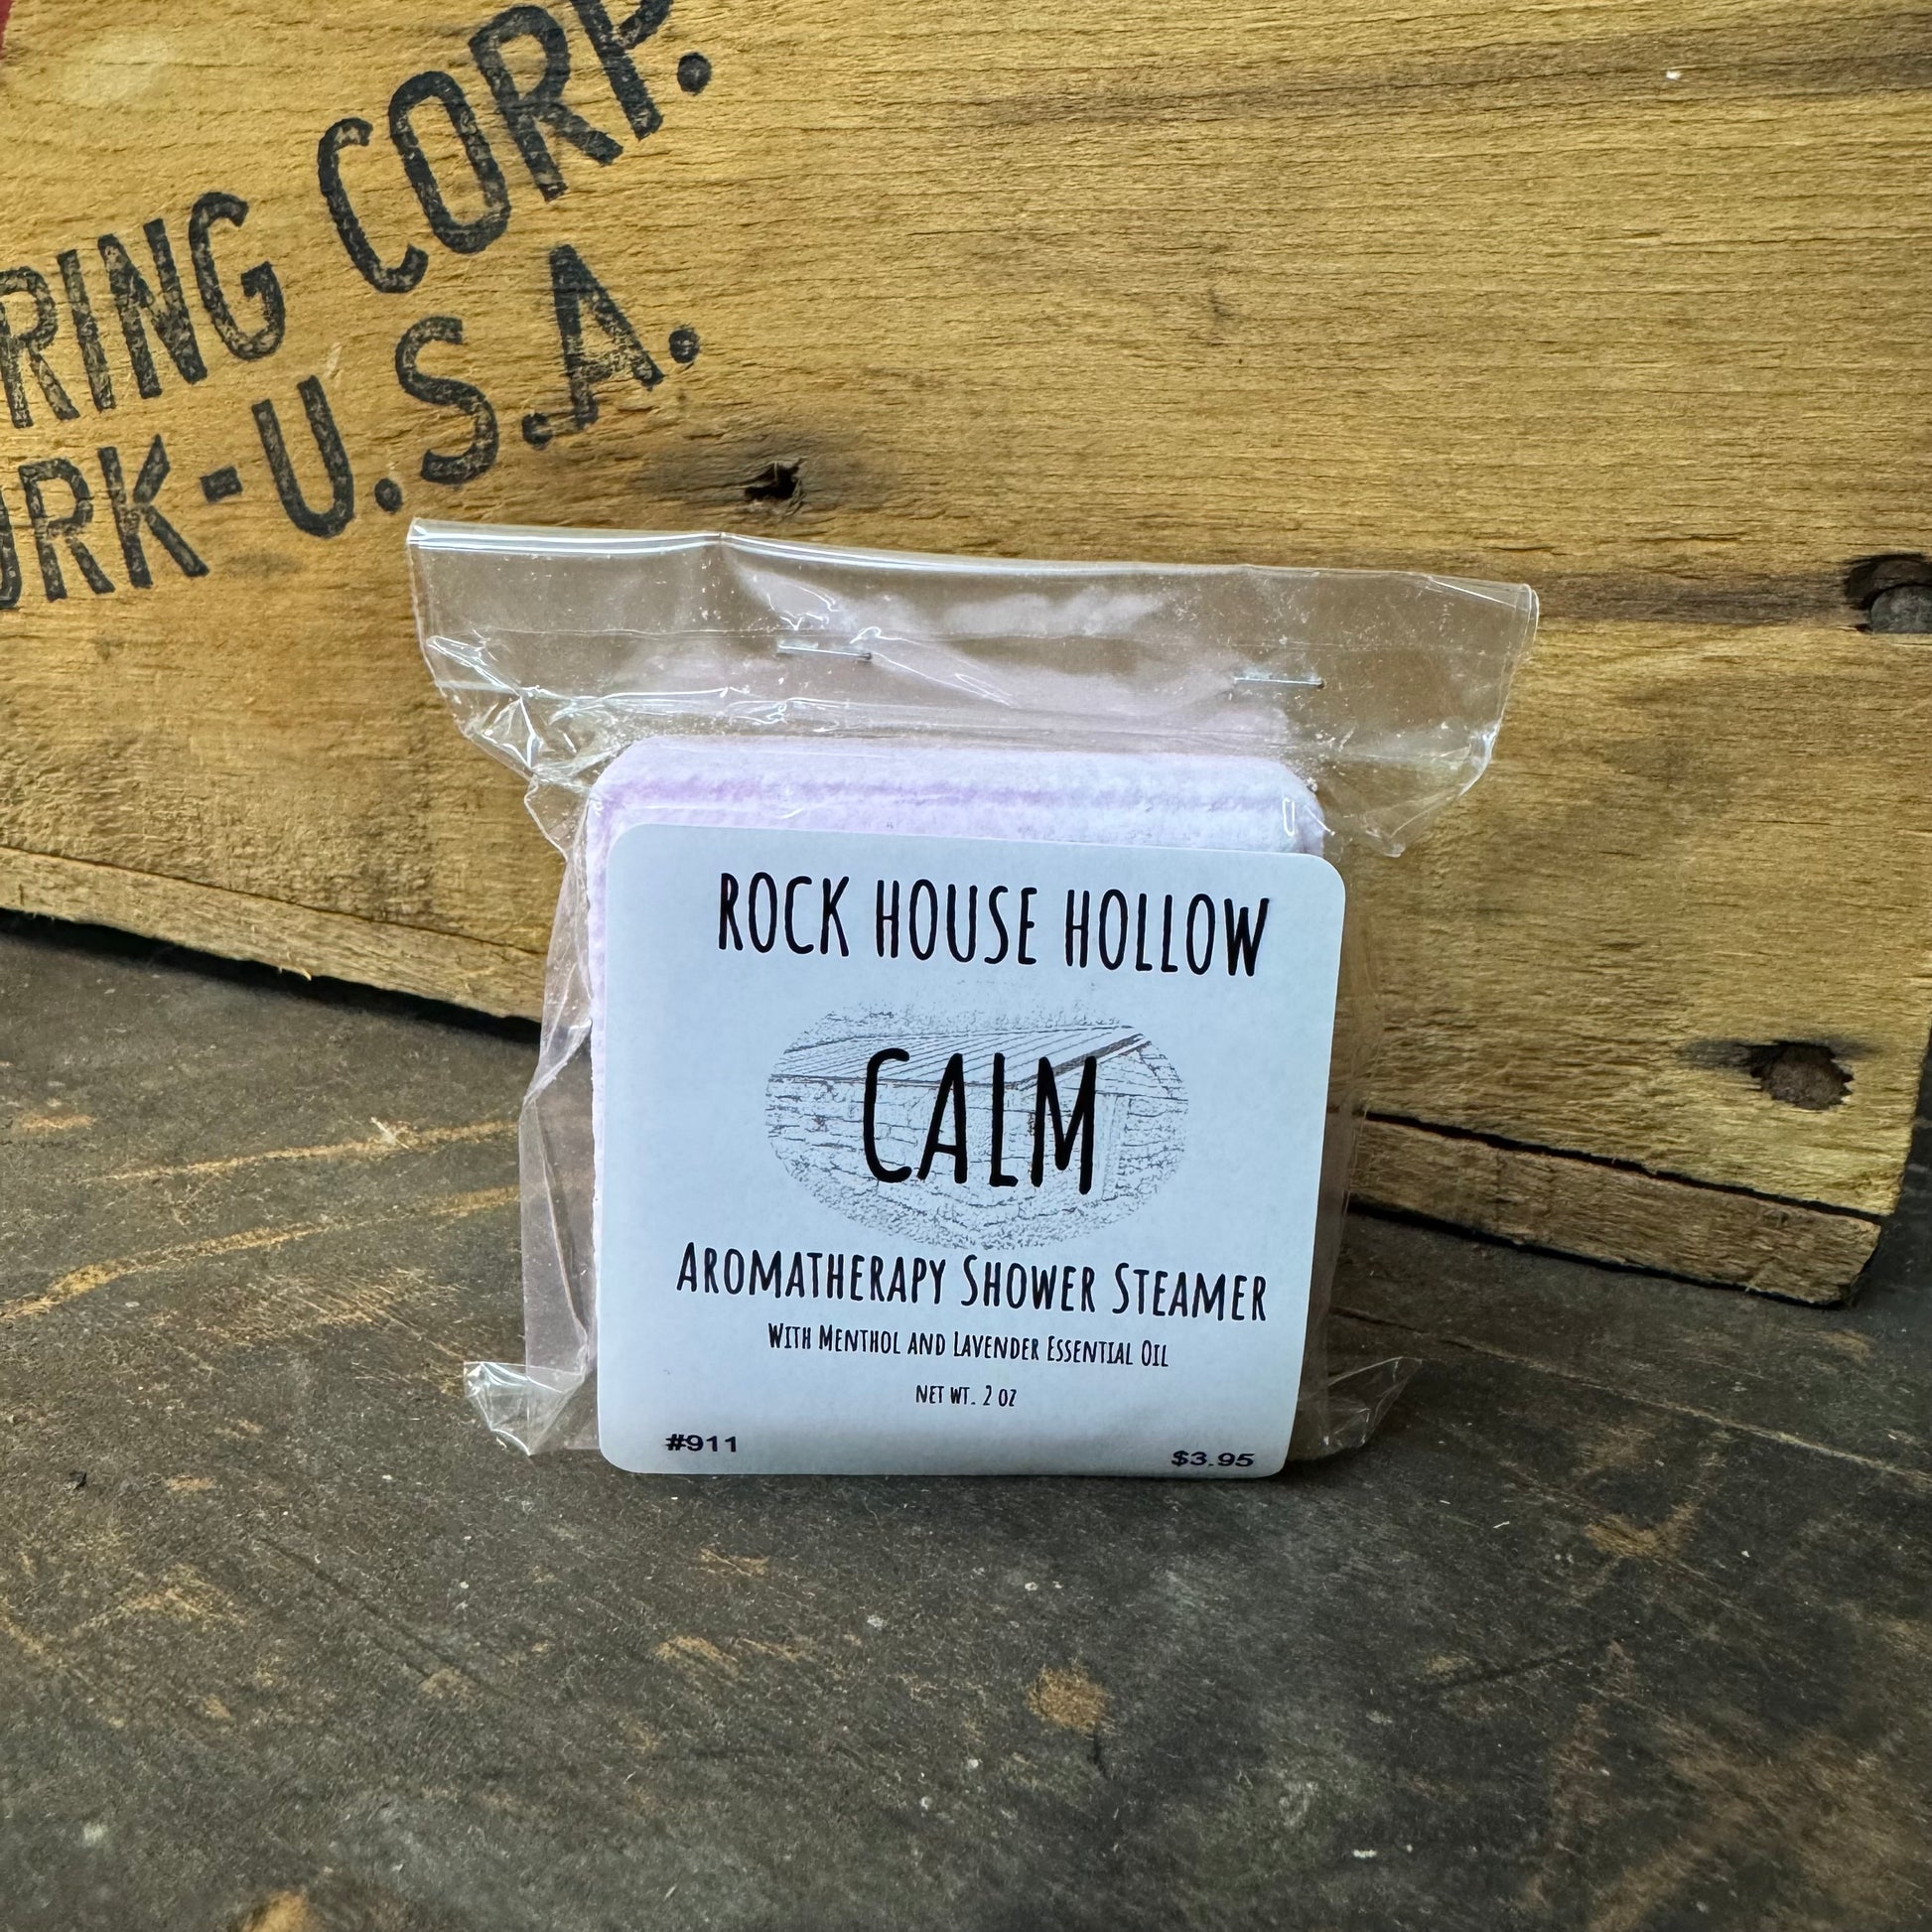 RING CORP.
ORK-U.S.A.
ROCK HOUSE HOLLOW
CALM
AROMATHERAPY SHOWER STEAMER
WITH MENTHOL AND LAVENDER ESSENTIAL OIL
NET WT. 2 OZ
#911
$3.95